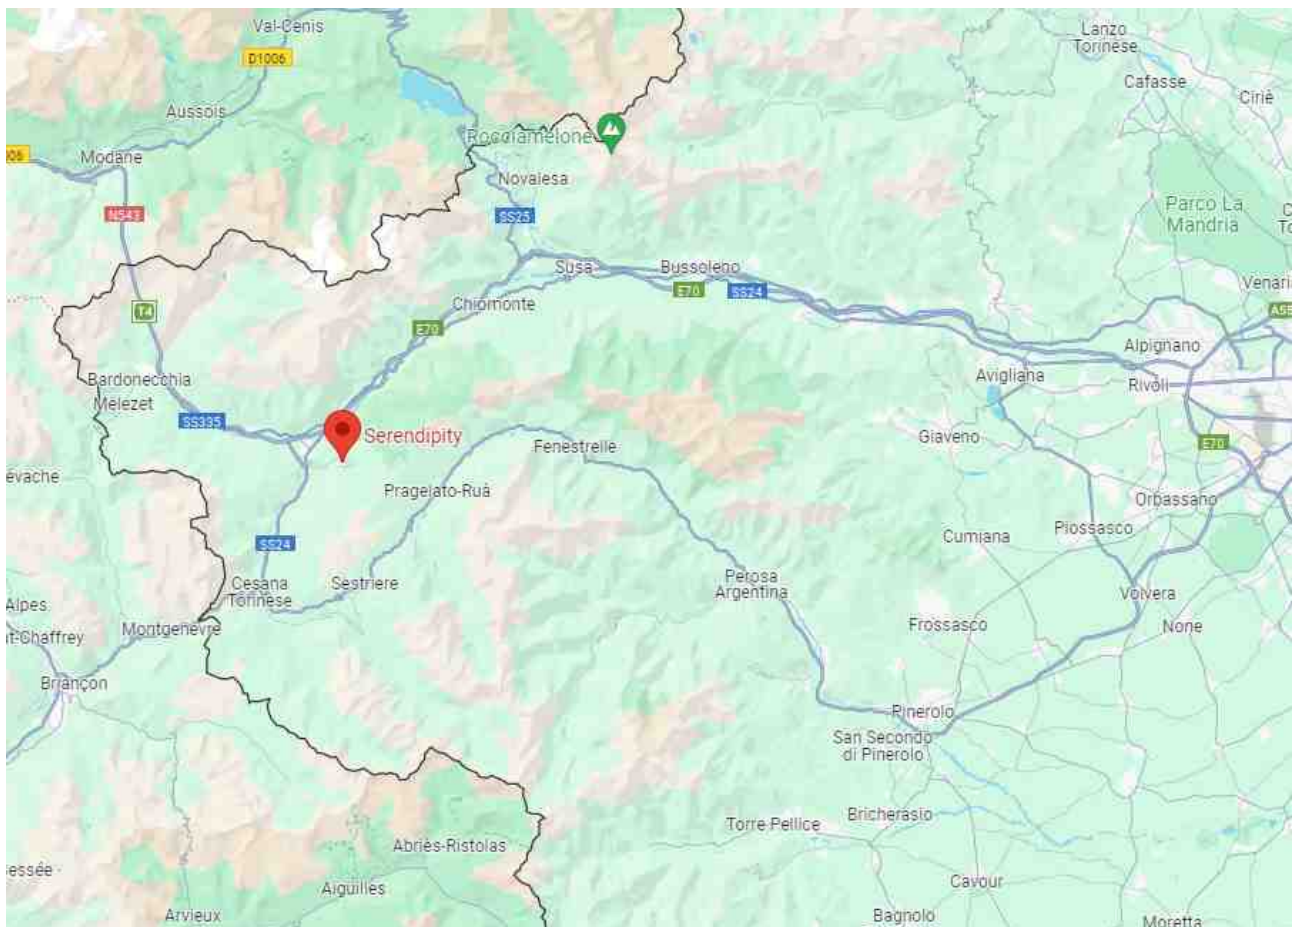 Val-Cenis
Lanzo
Torinese
D1006
Cafasse
Ciriè
Aussois
Rocciamelone
Modane
Novalesa
Parco La
Mandria
N543
SS25
Susa
Bussoleno
Venaria
E70
SS24
Chiomonte
T4
E70
Alpignano
Avigliana
Rivoli
Bardonecchia
Melezet
SS335
Serendipity
Giaveno
E70
Fenestrelle
Pragelato-Ruà
Orbassano
Piossasco
Cumiana
SS24
Cesana
Torinese
Sestriere
Perosa
Argentina
Volvera
Alpes
Montgenèvre
Frossasco
None
t-Chaffrey
Briançon
Pinerolo
San Secondo
di Pinerolo
Bricherasio
Torre Pellice
Abriès-Ristolas
Aiguilles
Cavour
Arvieux
Bagnolo
Moretta